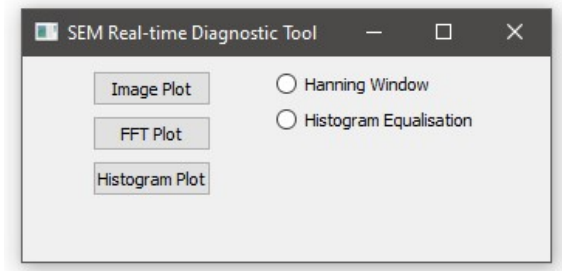 SEM Real-time Diagnostic Tool
Image Plot
FFT Plot
Histogram Plot
Hanning Window
Histogram Equalisation